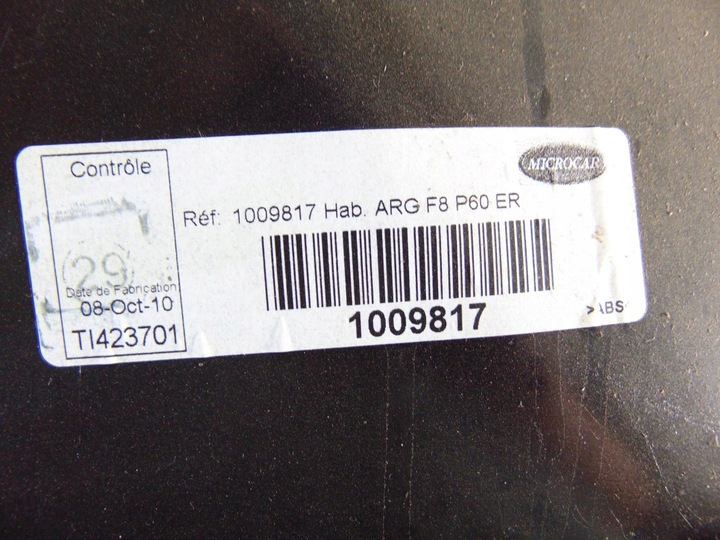 Contrôle
29
Date de Fabrication
08-Oct-10
TI423701
MICROCAR
Réf: 1009817 Hab. ARG F8 P60 ER
1009817
>ABS<